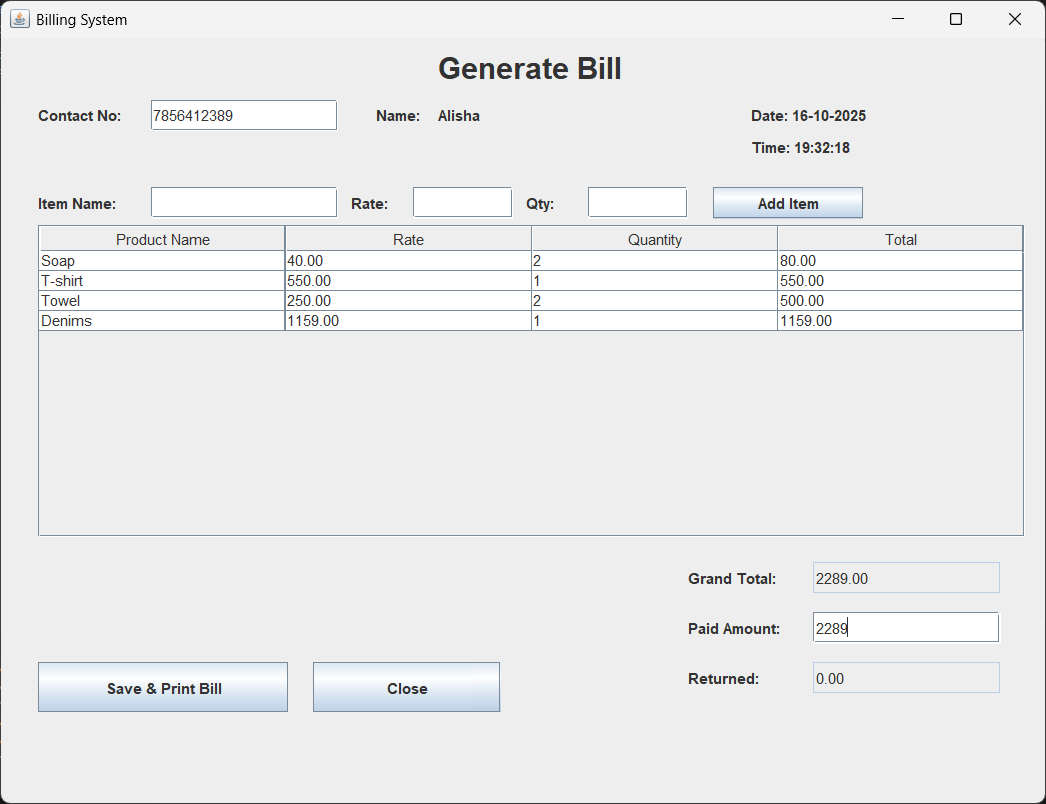 Billing System
Generate Bill
Contact No: 7856412389 Name: Alisha Date: 16-10-2025
Time: 19:32:18
Item Name: Rate: Qty: Add Item
Product Name Rate Quantity Total
Soap 40.00 2 80.00
T-shirt 550.00 1 550.00
Towel 250.00 2 500.00
Denims 1159.00 1 1159.00
Grand Total: 2289.00
Paid Amount: 2289
Save & Print Bill Close Returned: 0.00